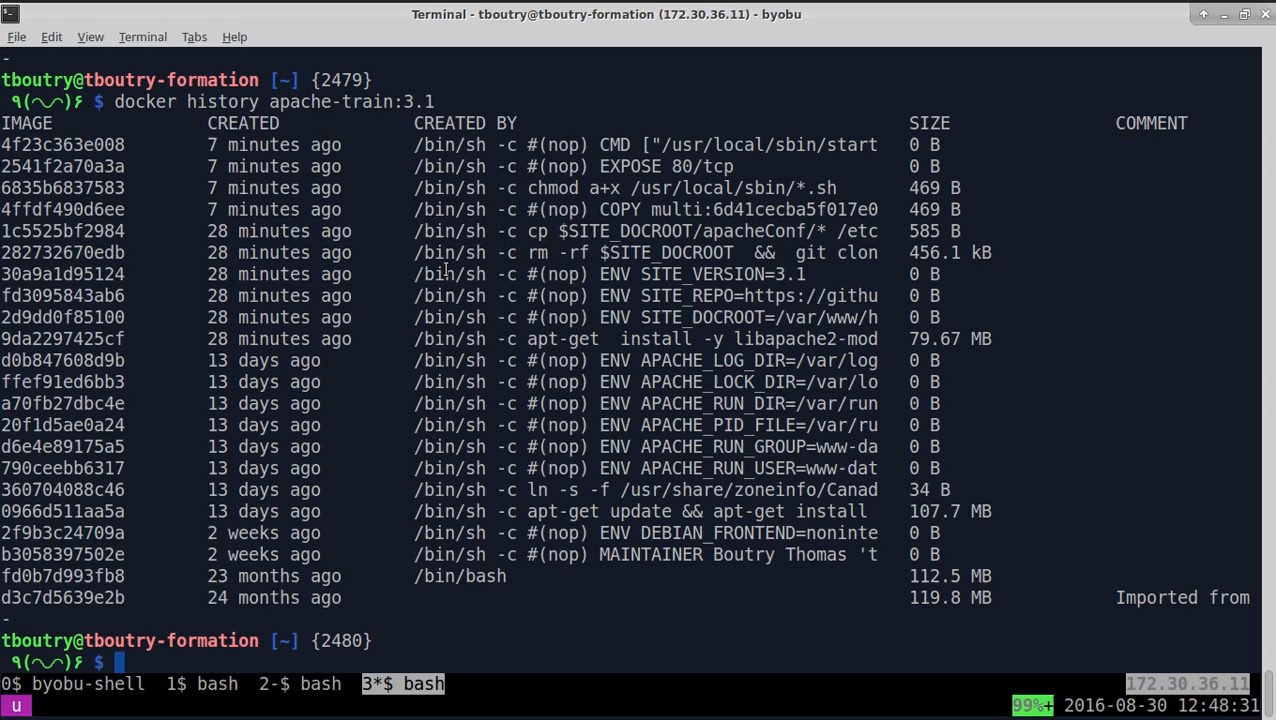 Terminal - tboutry@tboutry-formation (172.30.36.11) - byobu
File Edit View Terminal Tabs Help
-
tboutry@tboutry-formation [~] {2479}
٩(◠◡◠)۶ $ docker history apache-train:3.1
IMAGE CREATED CREATED BY SIZE COMMENT
4f23c363e008 7 minutes ago /bin/sh -c #(nop) CMD ["/usr/local/sbin/start 0 B
2541f2a70a3a 7 minutes ago /bin/sh -c #(nop) EXPOSE 80/tcp 0 B
6835b6837583 7 minutes ago /bin/sh -c chmod a+x /usr/local/sbin/*.sh 469 B
4ffdf490d6ee 7 minutes ago /bin/sh -c #(nop) COPY multi:6d41cecba5f017e0 469 B
1c5525bf2984 28 minutes ago /bin/sh -c cp $SITE_DOCROOT/apacheConf/* /etc 585 B
282732670edb 28 minutes ago /bin/sh -c rm -rf $SITE_DOCROOT && git clon 456.1 kB
30a9a1d95124 28 minutes ago /bin/sh -c #(nop) ENV SITE_VERSION=3.1 0 B
fd3095843ab6 28 minutes ago /bin/sh -c #(nop) ENV SITE_REPO=https://githu 0 B
2d9dd0f85100 28 minutes ago /bin/sh -c #(nop) ENV SITE_DOCROOT=/var/www/h 0 B
9da2297425cf 28 minutes ago /bin/sh -c apt-get install -y libapache2-mod 79.67 MB
d0b847608d9b 13 days ago /bin/sh -c #(nop) ENV APACHE_LOG_DIR=/var/log 0 B
ffef91ed6bb3 13 days ago /bin/sh -c #(nop) ENV APACHE_LOCK_DIR=/var/lo 0 B
a70fb27dbc4e 13 days ago /bin/sh -c #(nop) ENV APACHE_RUN_DIR=/var/run 0 B
20f1d5ae0a24 13 days ago /bin/sh -c #(nop) ENV APACHE_PID_FILE=/var/ru 0 B
d6e4e89175a5 13 days ago /bin/sh -c #(nop) ENV APACHE_RUN_GROUP=www-da 0 B
790ceebb6317 13 days ago /bin/sh -c #(nop) ENV APACHE_RUN_USER=www-dat 0 B
360704088c46 13 days ago /bin/sh -c ln -s -f /usr/share/zoneinfo/Canad 34 B
0966d511aa5a 13 days ago /bin/sh -c apt-get update && apt-get install 107.7 MB
2f9b3c24709a 2 weeks ago /bin/sh -c #(nop) ENV DEBIAN_FRONTEND=noninte 0 B
b3058397502e 2 weeks ago /bin/sh -c #(nop) MAINTAINER Boutry Thomas 't 0 B
fd0b7d993fb8 23 months ago /bin/bash 112.5 MB
d3c7d5639e2b 24 months ago 119.8 MB Imported from
-
tboutry@tboutry-formation [~] {2480}
٩(◠◡◠)۶ $
0$ byobu-shell 1$ bash 2-$ bash 3*$ bash 172.30.36.11
u 99%+ 2016-08-30 12:48:31